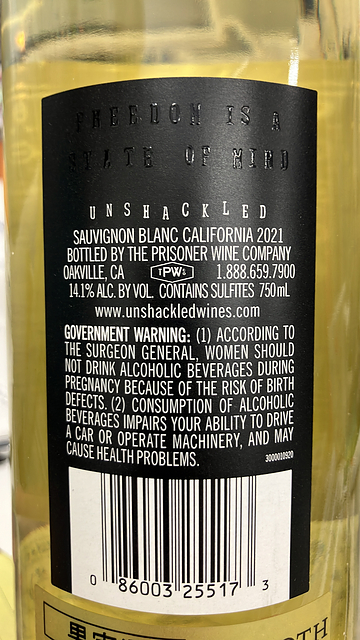 FREEDOM IS A
STATE OF MIND
UNSHACKLED
SAUVIGNON BLANC CALIFORNIA 2021
BOTTLED BY THE PRISONER WINE COMPANY
OAKVILLE, CA TPWC 1.888.659.7900
14.1% ALC. BY VOL. CONTAINS SULFITES 750mL
www.unshackledwines.com
GOVERNMENT WARNING: (1) ACCORDING TO
THE SURGEON GENERAL, WOMEN SHOULD
NOT DRINK ALCOHOLIC BEVERAGES DURING
PREGNANCY BECAUSE OF THE RISK OF BIRTH
DEFECTS. (2) CONSUMPTION OF ALCOHOLIC
BEVERAGES IMPAIRS YOUR ABILITY TO DRIVE
A CAR OR OPERATE MACHINERY, AND MAY
CAUSE HEALTH PROBLEMS. 3000010920
0 86003 25517 3